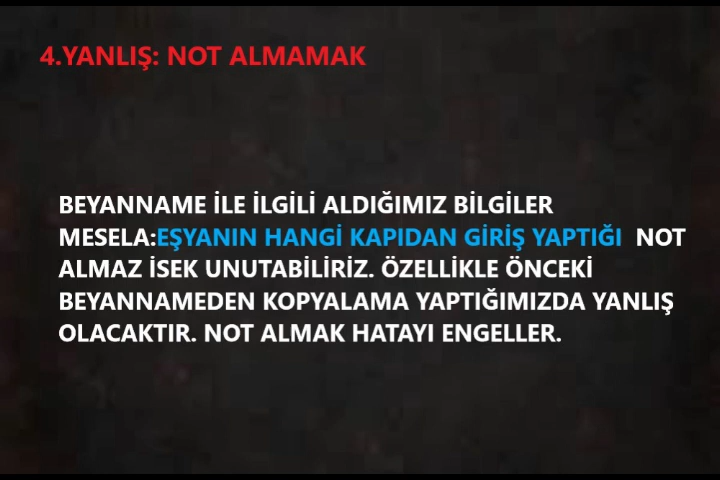 4.YANLIŞ: NOT ALMAMAK
BEYANNAME İLE İLGİLİ ALDIĞIMIZ BİLGİLER
MESELA:EŞYANIN HANGİ KAPIDAN GİRİŞ YAPTIĞI NOT
ALMAZ İSEK UNUTABİLİRİZ. ÖZELLİKLE ÖNCEKİ
BEYANNAMEDEN KOPYALAMA YAPTIĞIMIZDA YANLIŞ
OLACAKTIR. NOT ALMAK HATAYI ENGELLER.